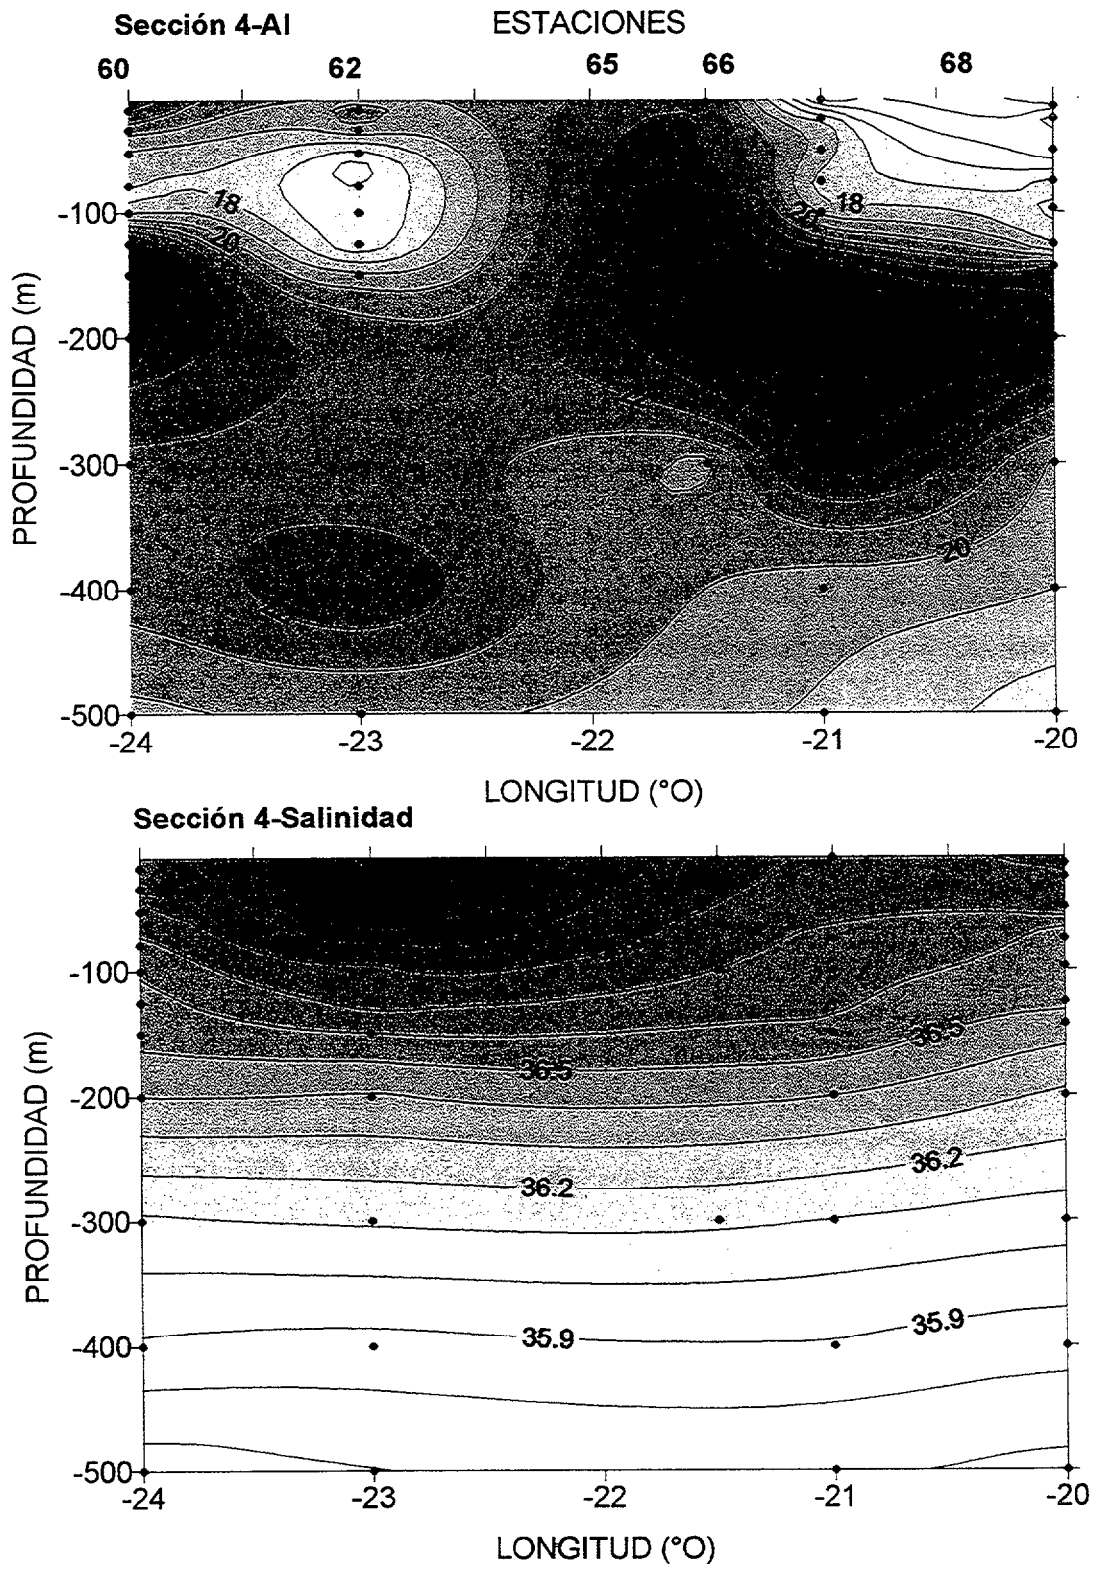 Sección 4-Al
ESTACIONES
60 62 65 66 68
18
20
20
18
20
-100
-200
-300
-400
-500
PROFUNDIDAD (m)
-24 -23 -22 -21 -20
LONGITUD (°O)
Sección 4-Salinidad
36.5
36.5
36.2
36.2
35.9
35.9
-100
-200
-300
-400
-500
PROFUNDIDAD (m)
-24 -23 -22 -21 -20
LONGITUD (°O)